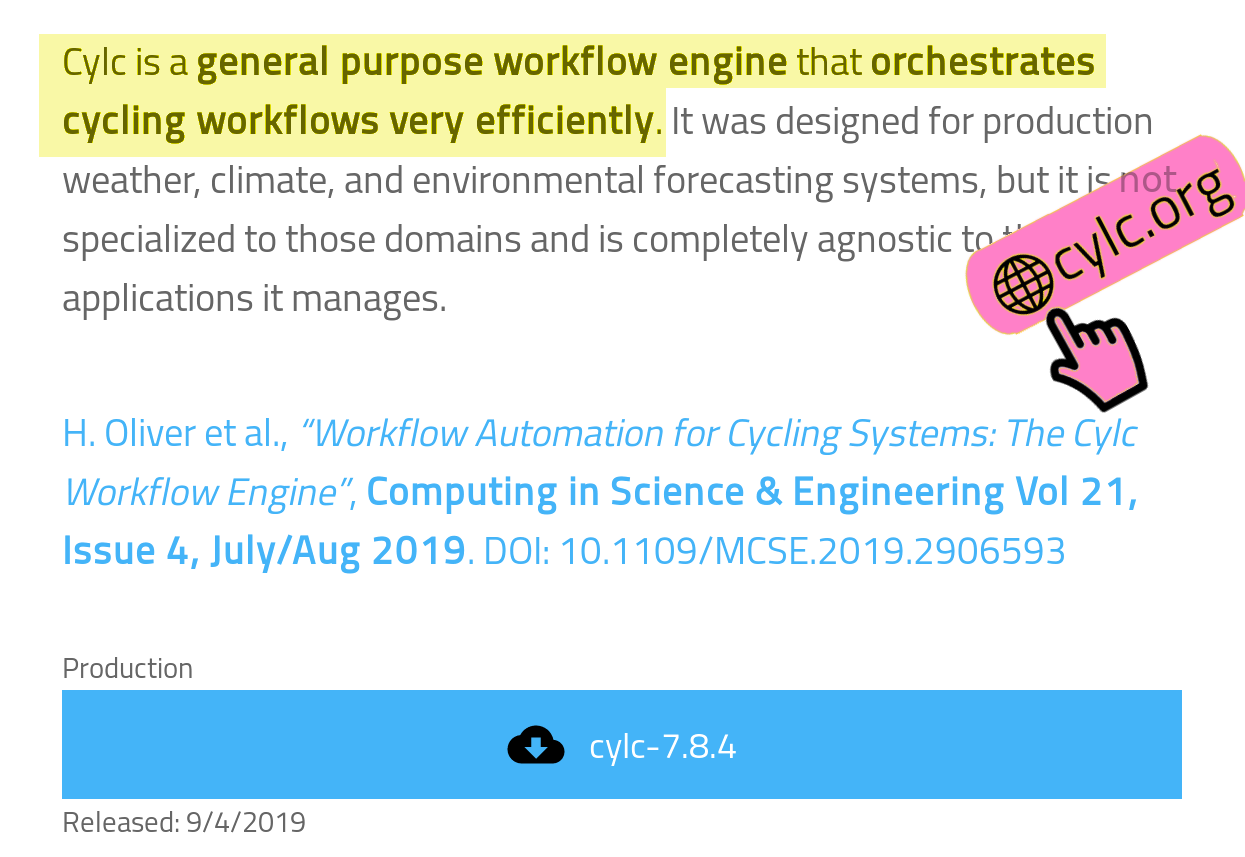 Cylc is a general purpose workflow engine that orchestrates
cycling workflows very efficiently. It was designed for production
weather, climate, and environmental forecasting systems, but it is not
specialized to those domains and is completely agnostic to
applications it manages.
cylc.org
H. Oliver et al., “Workflow Automation for Cycling Systems: The Cylc
Workflow Engine”, Computing in Science & Engineering Vol 21,
Issue 4, July/Aug 2019. DOI: 10.1109/MCSE.2019.2906593
Production
cylc-7.8.4
Released: 9/4/2019